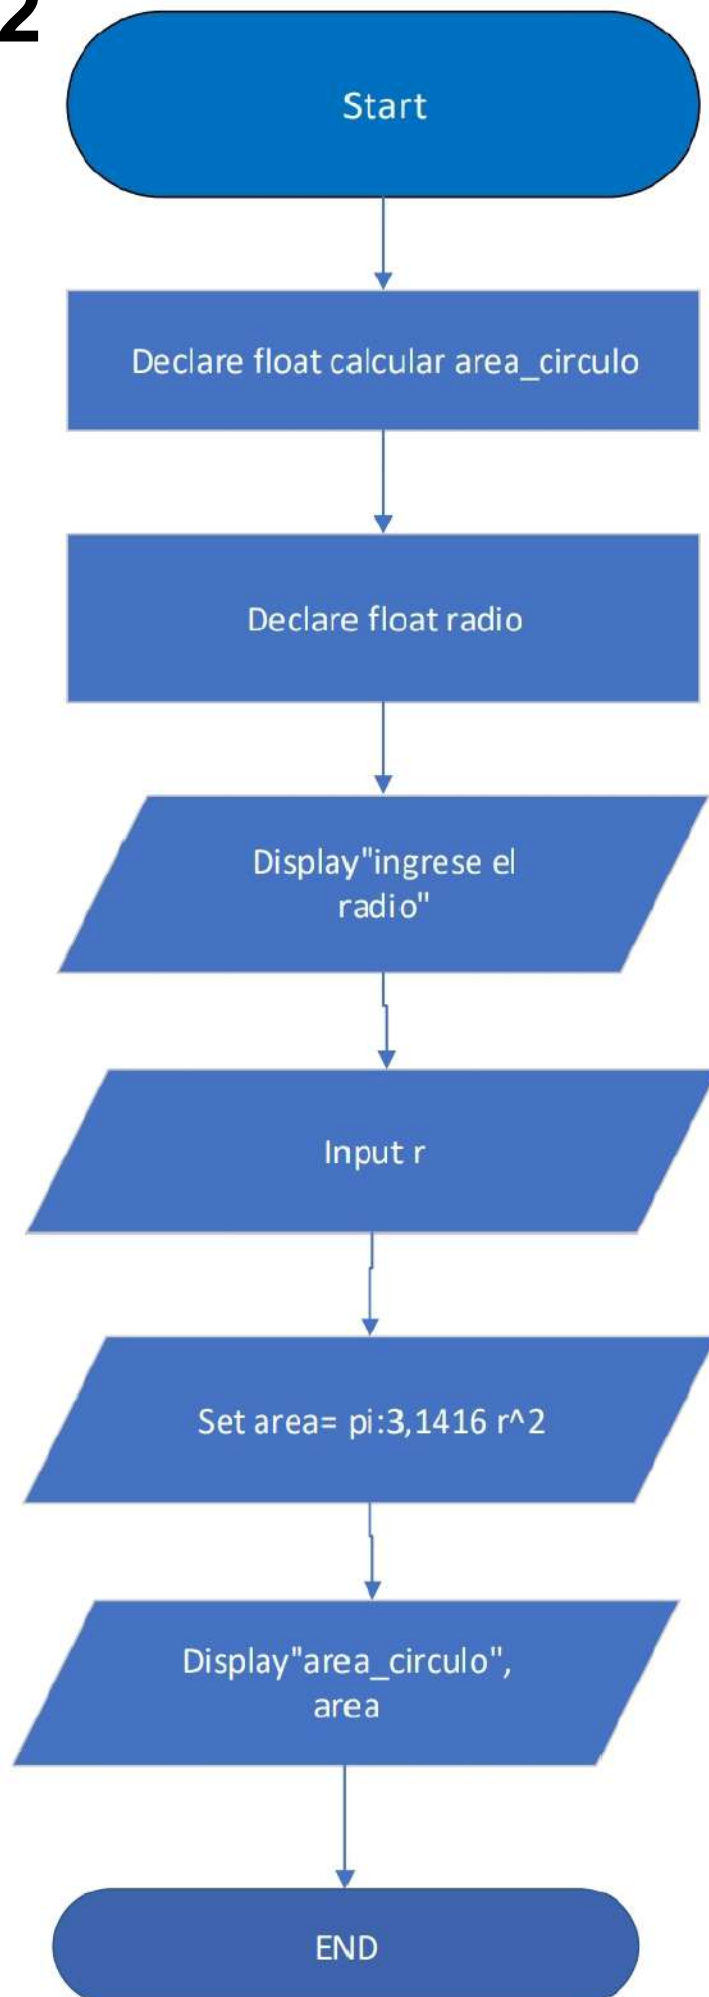 2
Start
Declare float calcular area_circulo
Declare float radio
Display"ingrese el
radio"
Input r
Set area= pi:3,1416 r^2
Display"area_circulo",
area
END